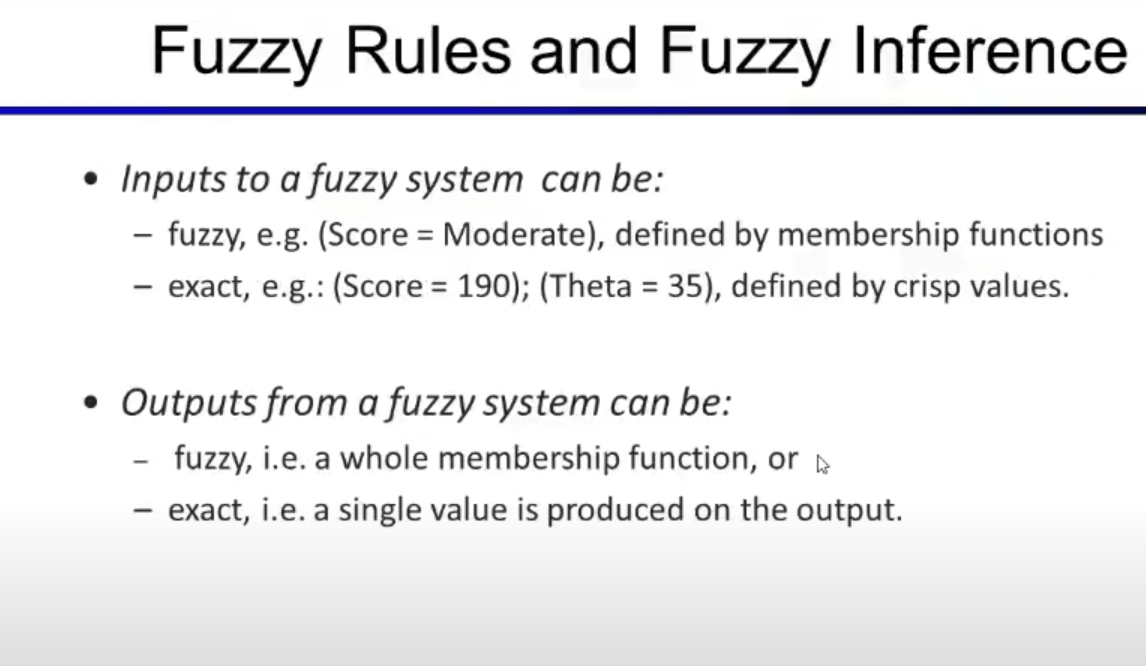 Fuzzy Rules and Fuzzy Inference
• Inputs to a fuzzy system can be:
– fuzzy, e.g. (Score = Moderate), defined by membership functions
– exact, e.g.: (Score = 190); (Theta = 35), defined by crisp values.
• Outputs from a fuzzy system can be:
– fuzzy, i.e. a whole membership function, or
– exact, i.e. a single value is produced on the output.